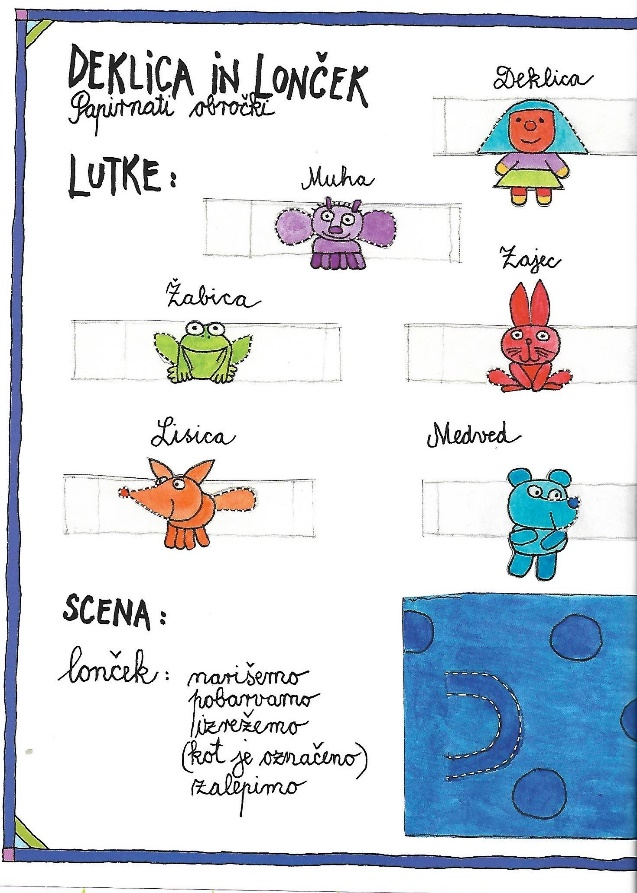 DEKLICA IN LONČEK
Papirnati obročki
Deklica
LUTKE:
Muha
Zajec
Žabica
Lisica
Medved
SCENA:
lonček: narišemo
pobarvamo
izrežemo
(kot je označeno)
zalepimo